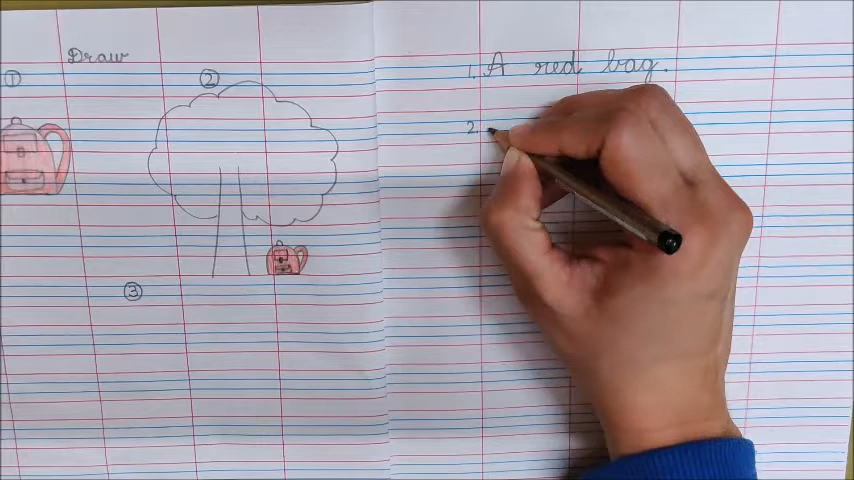 Draw
①
②
③
1. A red bag.
2.